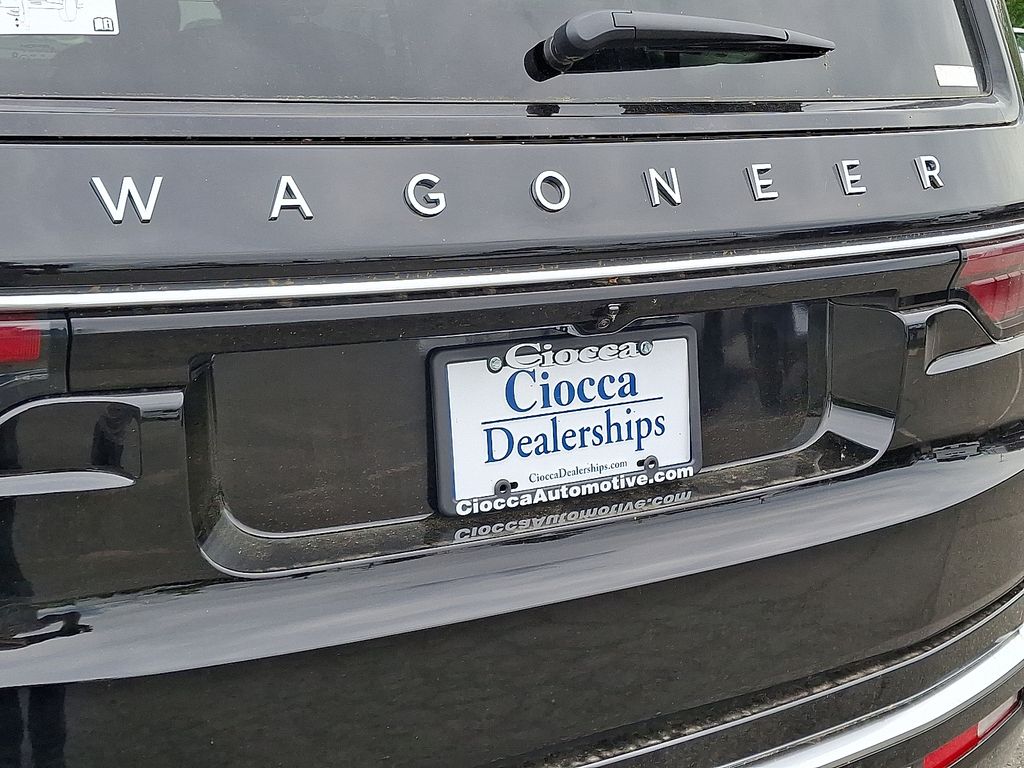 WAGONEER
Ciocca
Ciocca
Dealerships
CioccaDealerships.com
CioccaAutomotive.com